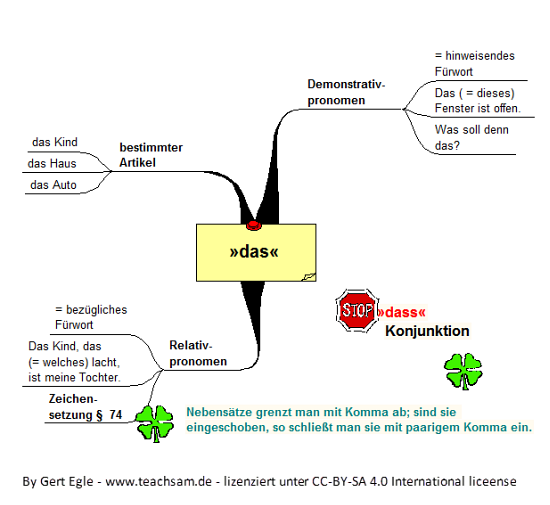 = hinweisendes
Fürwort
Demonstrativ-
pronomen
Das ( = dieses)
Fenster ist offen.
Was soll denn
das?
das Kind
das Haus
das Auto
bestimmter
Artikel
»das«
STOP
»dass«
Konjunktion
= bezügliches
Fürwort
Das Kind, das
(= welches) lacht,
ist meine Tochter.
Relativ-
pronomen
Zeichen-
setzung § 74
Nebensätze grenzt man mit Komma ab; sind sie
eingeschoben, so schließt man sie mit paarigem Komma ein.
By Gert Egle - www.teachsam.de - lizenziert unter CC-BY-SA 4.0 International liceense